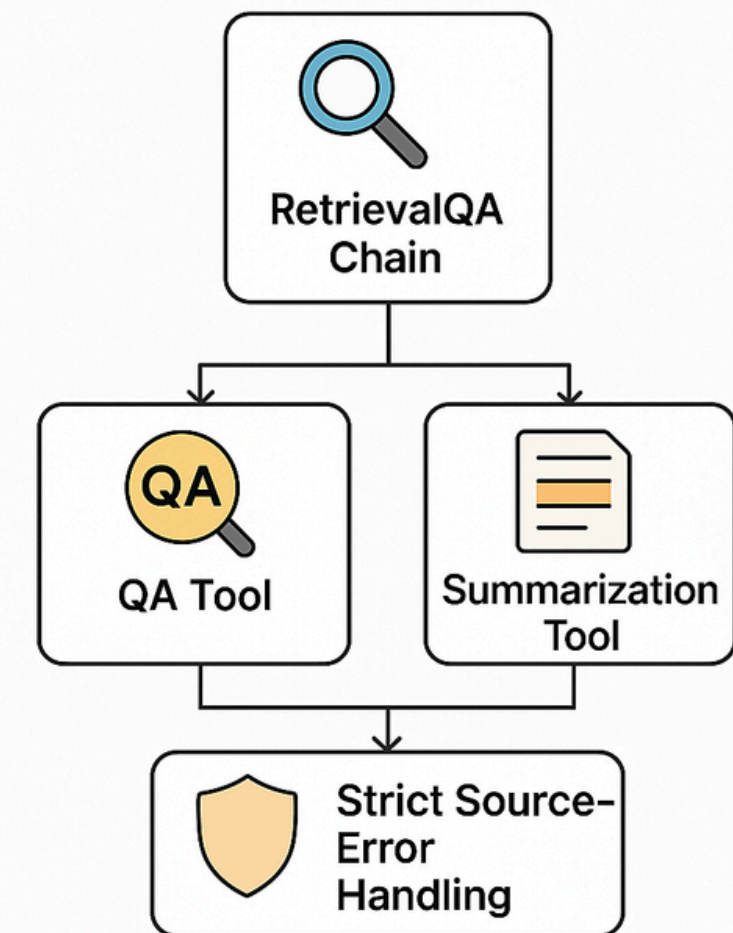 RetrievalQA
Chain
QA
QA Tool
Summarization
Tool
Strict Source-
Error
Handling